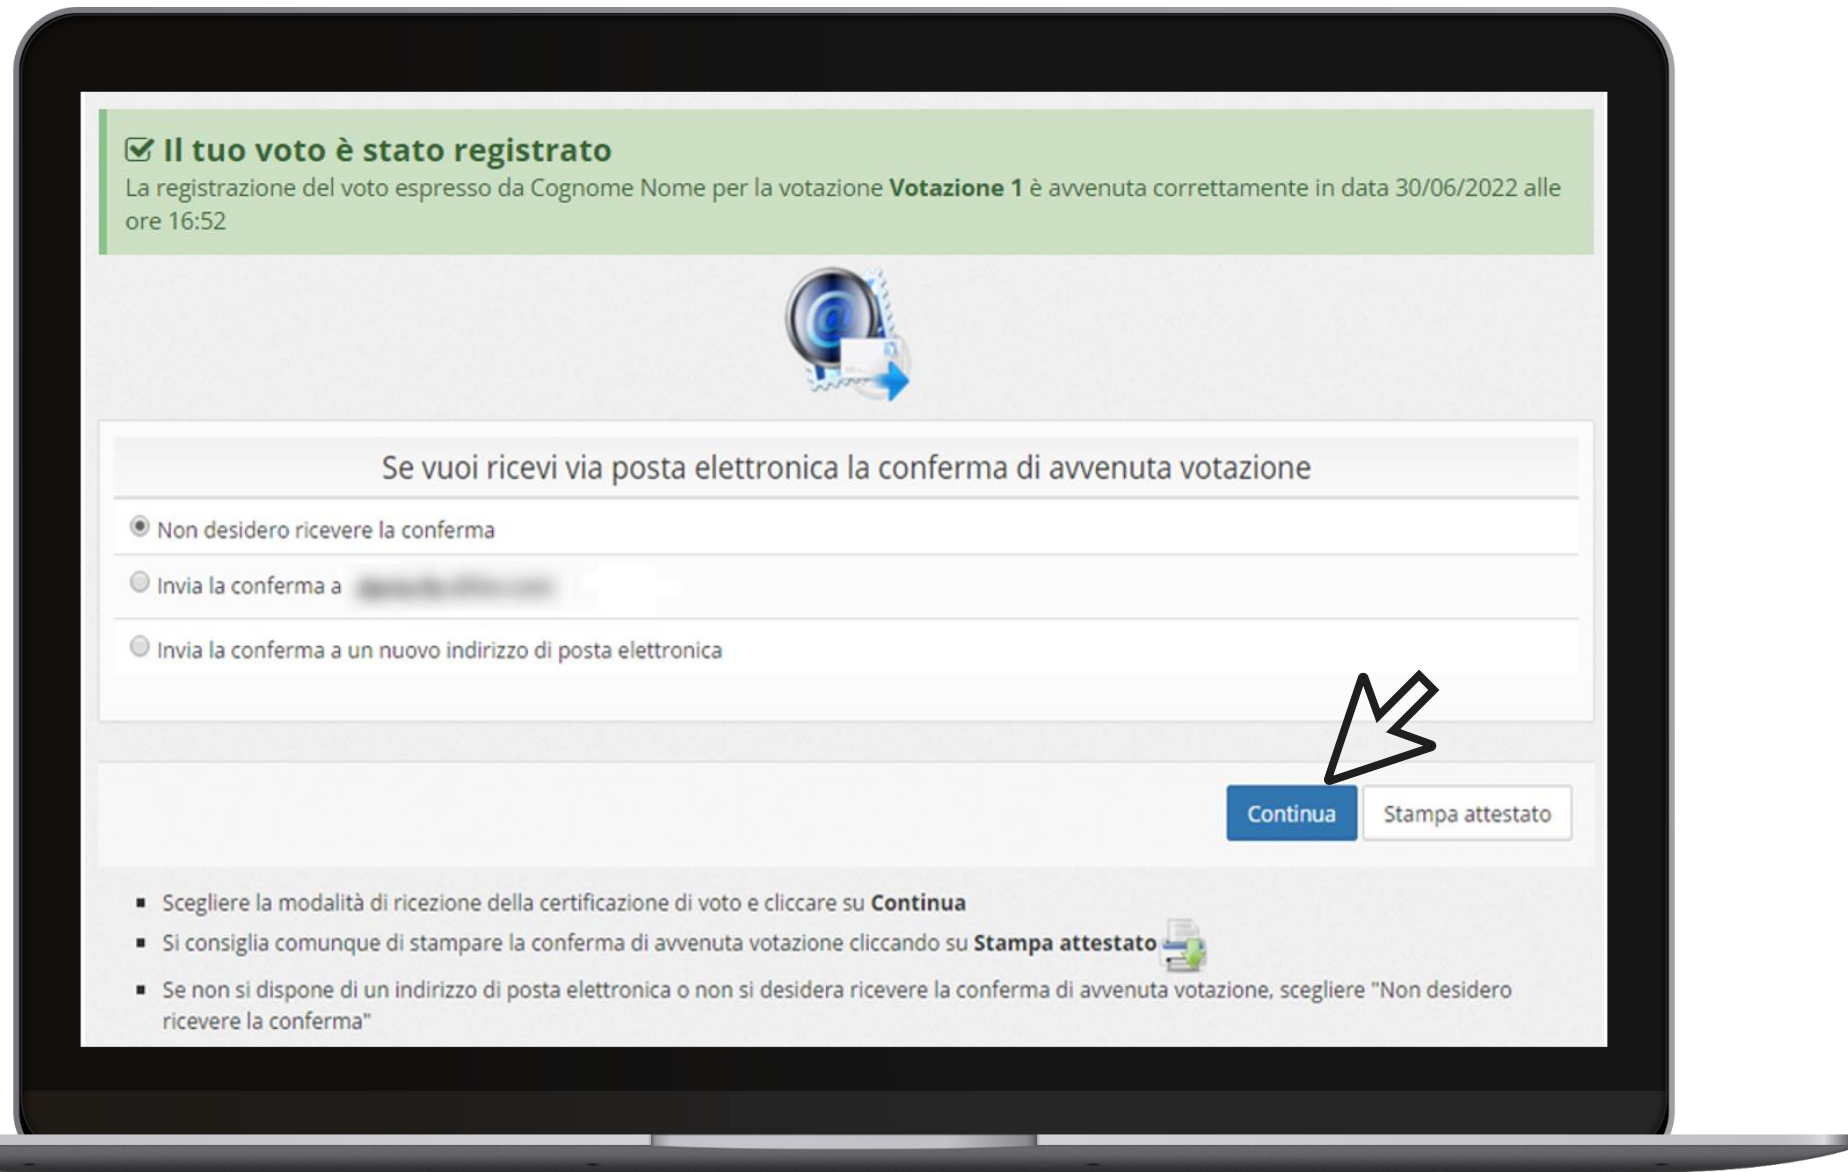 Il tuo voto è stato registrato
La registrazione del voto espresso da Cognome Nome per la votazione Votazione 1 è avvenuta correttamente in data 30/06/2022 alle
ore 16:52
@
Se vuoi ricevi via posta elettronica la conferma di avvenuta votazione
Non desidero ricevere la conferma
Invia la conferma a
Invia la conferma a un nuovo indirizzo di posta elettronica
Continua
Stampa attestato
Scegliere la modalità di ricezione della certificazione di voto e cliccare su Continua
Si consiglia comunque di stampare la conferma di avvenuta votazione cliccando su Stampa attestato
Se non si dispone di un indirizzo di posta elettronica o non si desidera ricevere la conferma di avvenuta votazione, scegliere "Non desidero
ricevere la conferma"